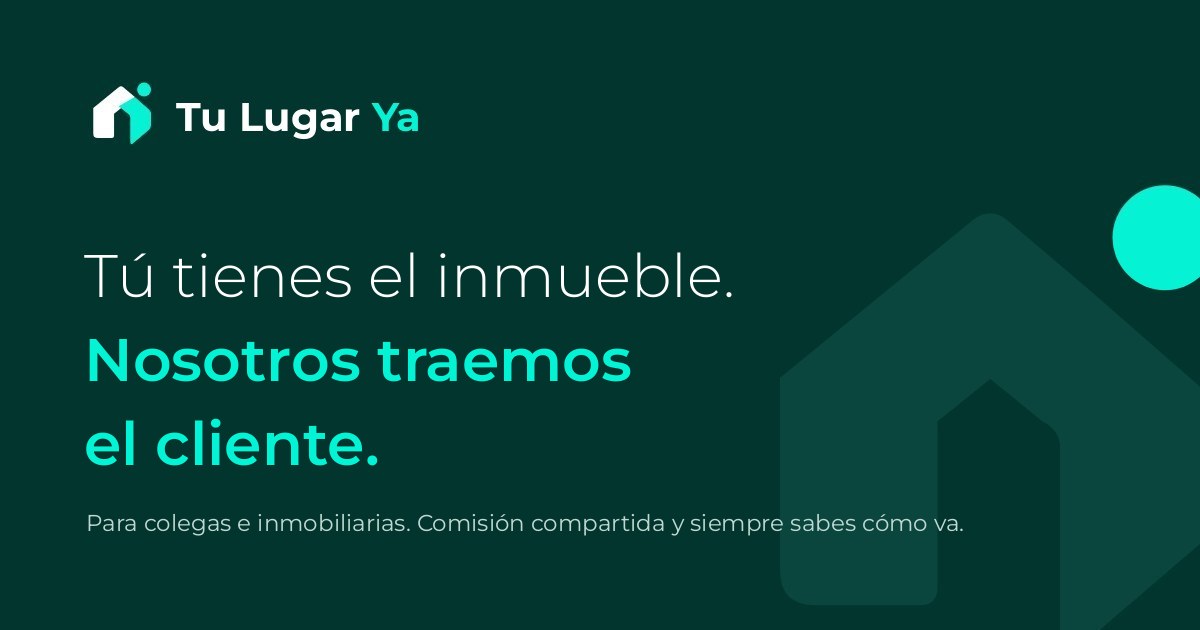 Tu Lugar Ya
Tú tienes el inmueble.
Nosotros traemos
el cliente.
Para colegas e inmobiliarias. Comisión compartida y siempre sabes cómo va.